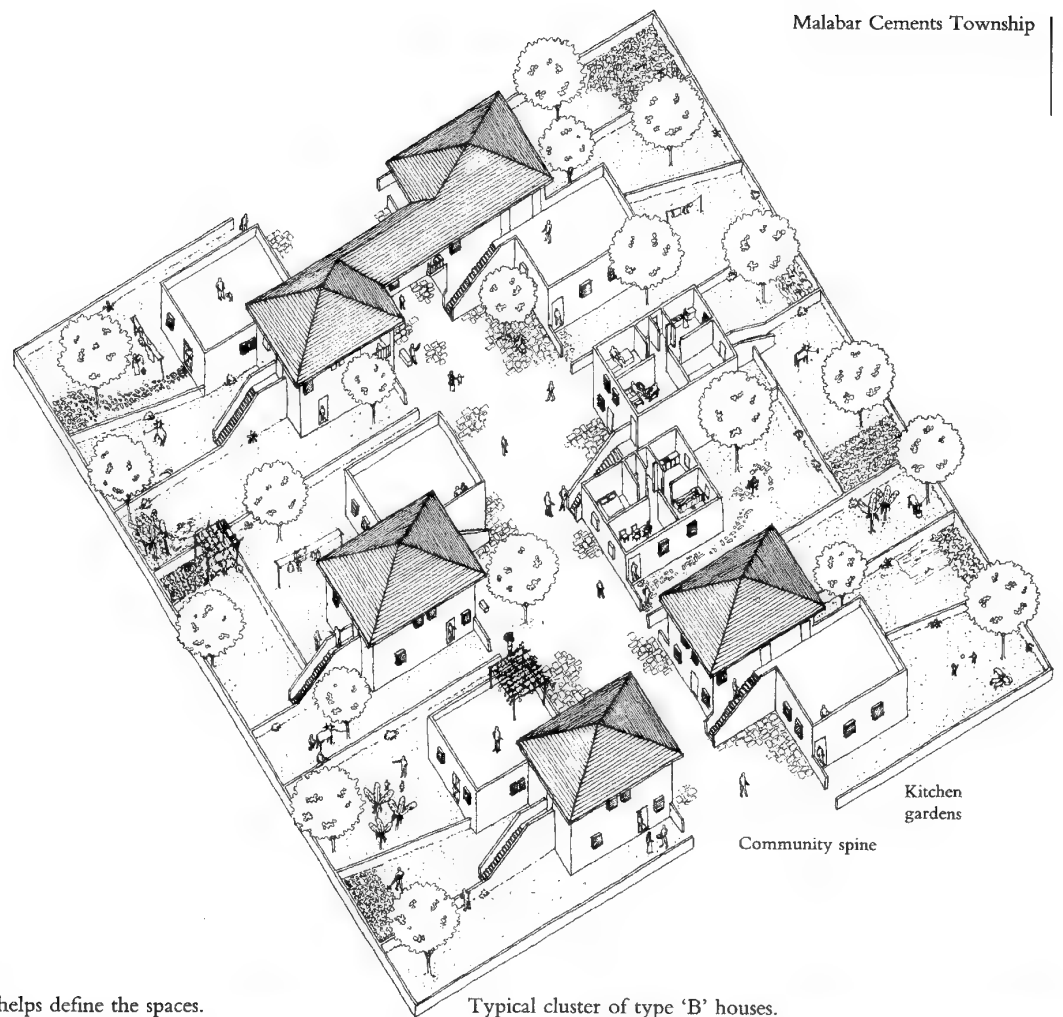 Malabar Cements Township
Kitchen
gardens
Community spine
helps define the spaces.
Typical cluster of type ‘B’ houses.